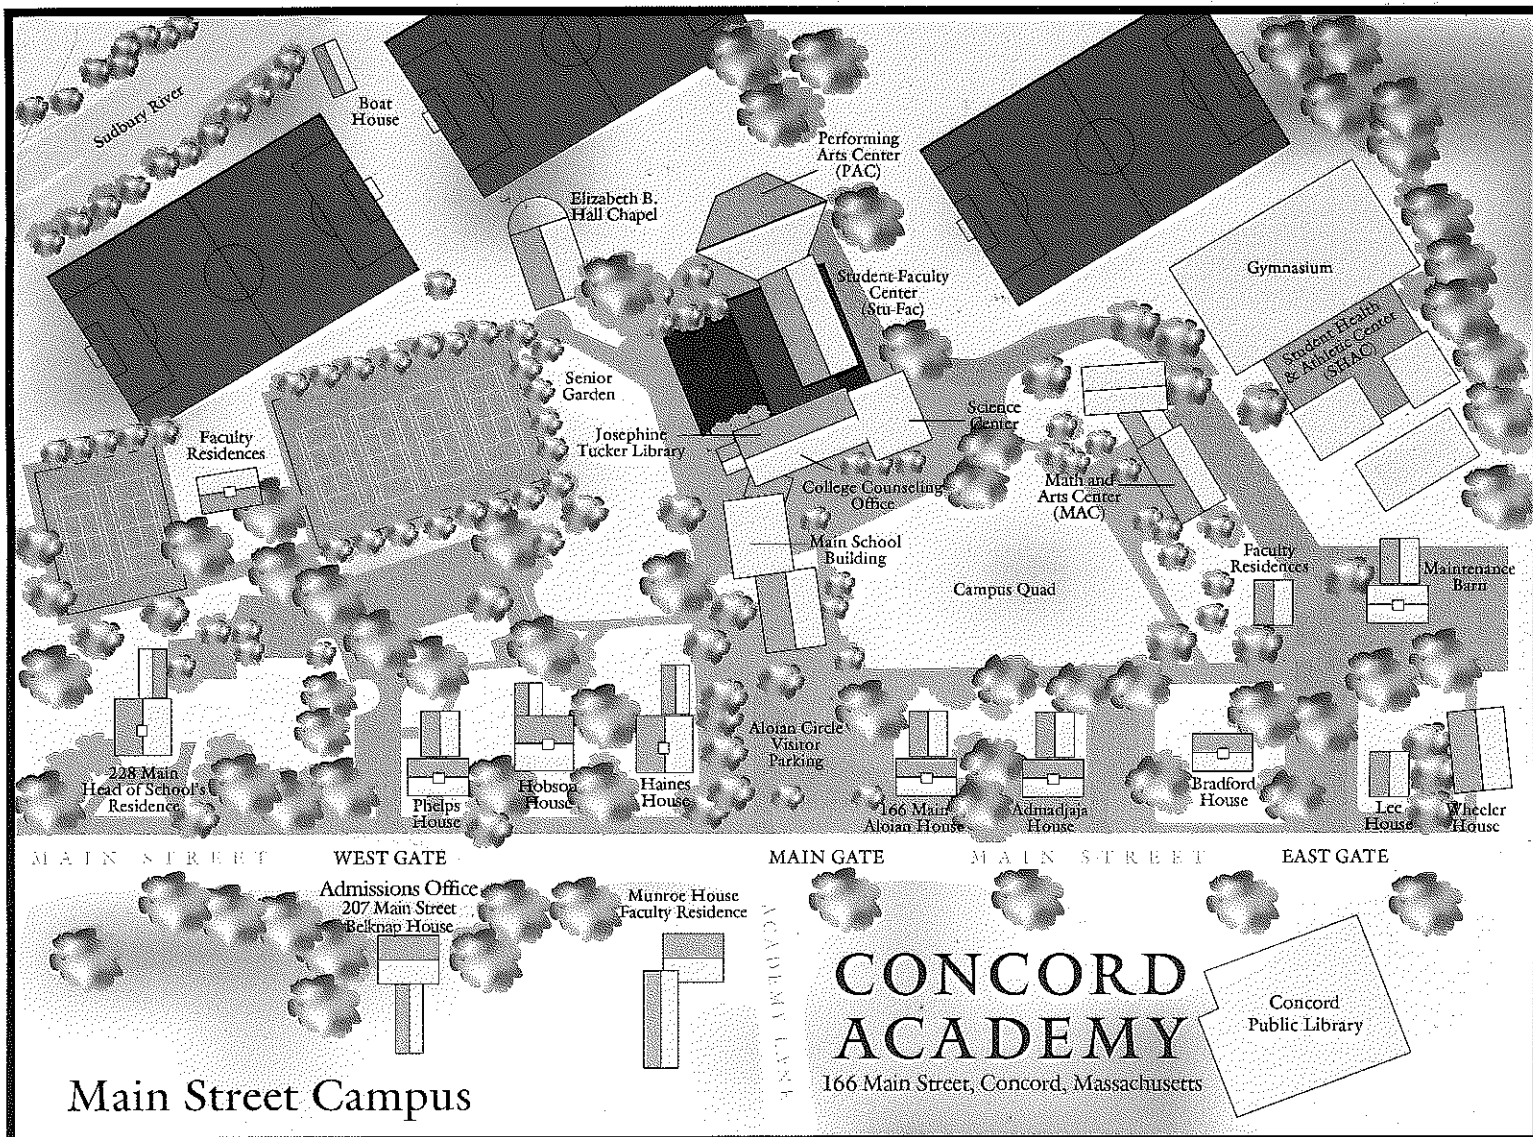 Sudbury River
Boat
House
Performing
Arts Center
(PAC)
Elizabeth B.
Hall Chapel
Gymnasium
Student-Faculty
Center
(Stu-Fac)
Student Health
& Athletic Center
(SHAC)
Senior
Garden
Science
Center
Faculty
Residences
Josephine
Tucker Library
College Counseling
Office
Math and
Arts Center
(MAC)
Main School
Building
Faculty
Residences
Maintenance
Barn
Campus Quad
Aloian Circle
Visitor
Parking
228 Main
Head of School's
Residence
Phelps
House
Hobson
House
Haines
House
166 Main
Aloian House
Admadjaja
House
Bradford
House
Lee
House
Wheeler
House
MAIN STREET
WEST GATE
MAIN GATE
MAIN STREET
EAST GATE
Admissions Office
207 Main Street
Belknap House
Munroe House
Faculty Residence
ACADEMY LANE
CONCORD
ACADEMY
166 Main Street, Concord, Massachusetts
Concord
Public Library
Main Street Campus